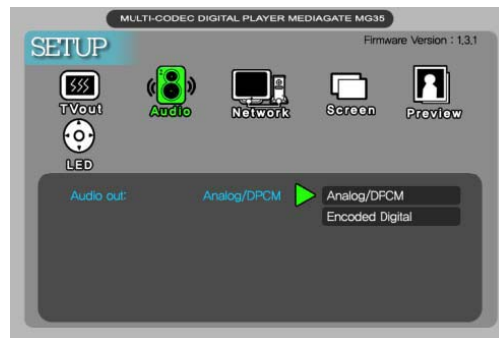 MULTI-CODEC DIGITAL PLAYER MEDIAGATE MG35
SETUP
Firmware Version : 1,3,1
TVout Audio Network Screen Preview
LED
Audio out: Analog/DPCM Analog/DPCM
Encoded Digital